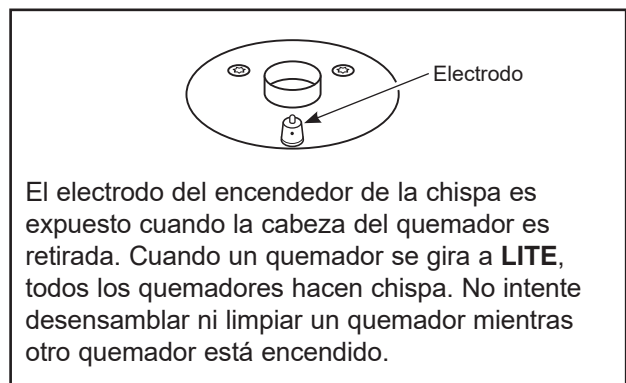 Electrodo
El electrodo del encendedor de la chispa es
expuesto cuando la cabeza del quemador es
retirada. Cuando un quemador se gira a LITE,
todos los quemadores hacen chispa. No intente
desensamblar ni limpiar un quemador mientras
otro quemador está encendido.